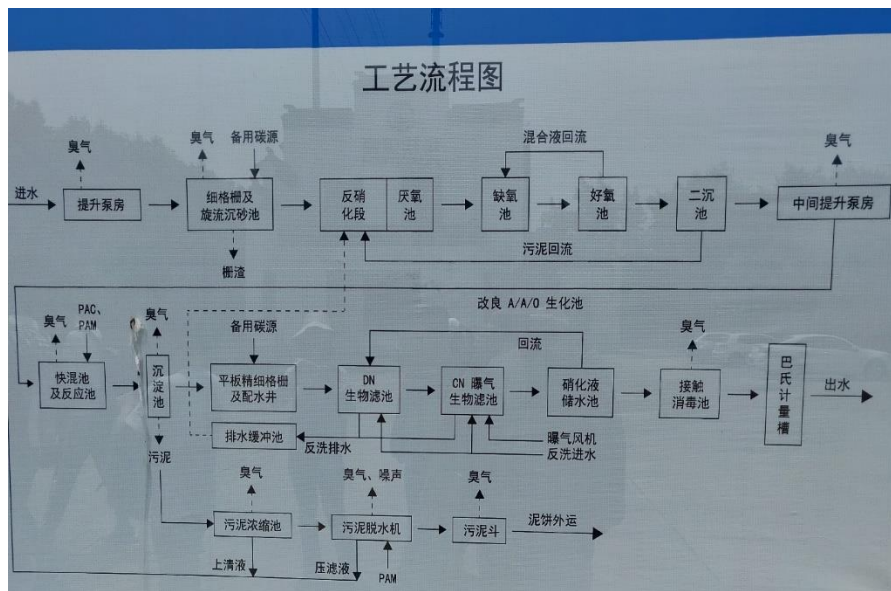 工艺流程图
臭气
臭气
备用碳源
混合液回流
臭气
进水
提升泵房
细格栅及
旋流沉砂池
反硝
化段
厌氧
池
缺氧
池
好氧
池
二沉
池
中间提升泵房
污泥回流
栅渣
改良 A/A/O 生化池
臭气
PAC、
PAM
臭气
备用碳源
回流
臭气
快混池
及反应池
沉淀池
平板精细格栅
及配水井
DN
生物滤池
CN 曝气
生物滤池
硝化液
储水池
接触
消毒池
巴氏计量槽
出水
排水缓冲池
反洗排水
曝气风机
反洗进水
污泥
臭气
臭气、噪声
臭气
污泥浓缩池
污泥脱水机
污泥斗
泥饼外运
上清液
压滤液
PAM